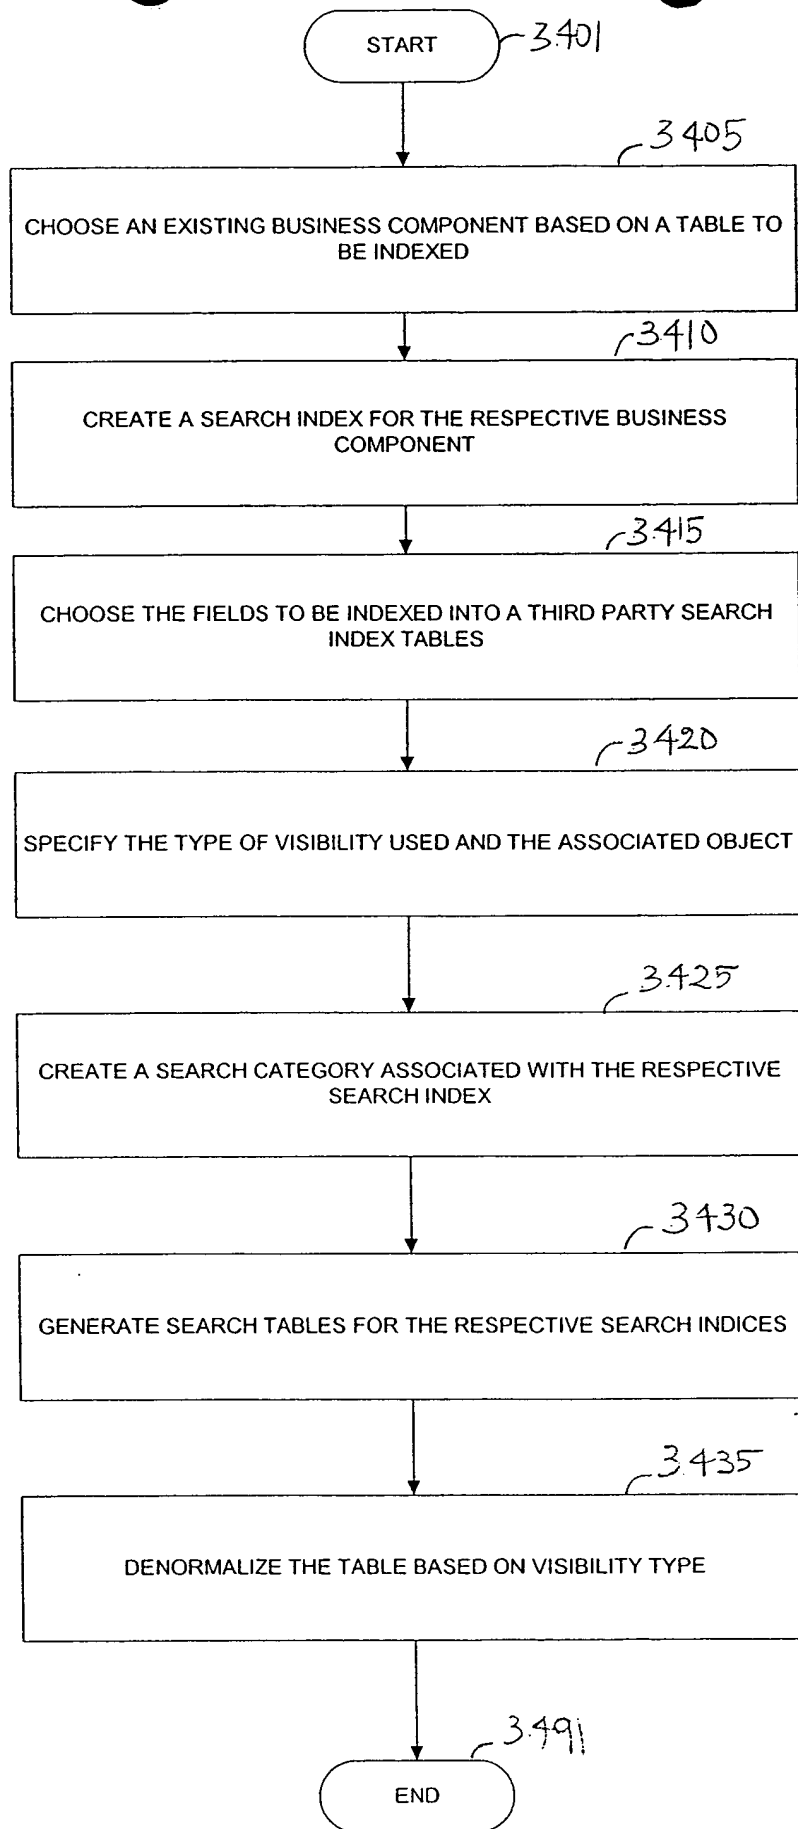 START
3401
3405
CHOOSE AN EXISTING BUSINESS COMPONENT BASED ON A TABLE TO
BE INDEXED
3410
CREATE A SEARCH INDEX FOR THE RESPECTIVE BUSINESS
COMPONENT
3415
CHOOSE THE FIELDS TO BE INDEXED INTO A THIRD PARTY SEARCH
INDEX TABLES
3420
SPECIFY THE TYPE OF VISIBILITY USED AND THE ASSOCIATED OBJECT
3425
CREATE A SEARCH CATEGORY ASSOCIATED WITH THE RESPECTIVE
SEARCH INDEX
3430
GENERATE SEARCH TABLES FOR THE RESPECTIVE SEARCH INDICES
3435
DENORMALIZE THE TABLE BASED ON VISIBILITY TYPE
3491
END